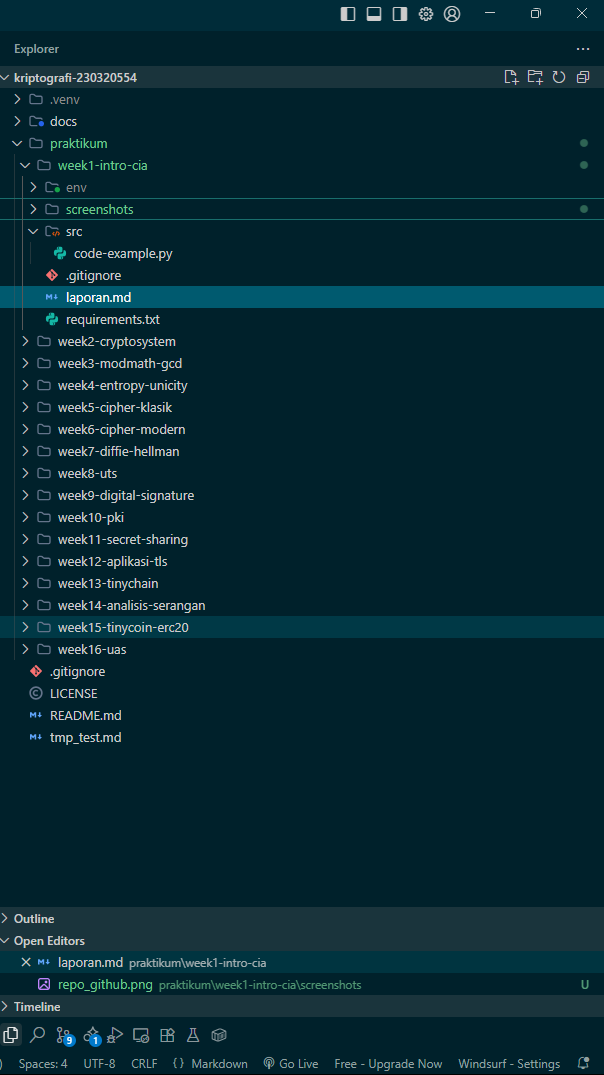 Explorer
kriptografi-230320554
.venv
docs
praktikum
week1-intro-cia
env
screenshots
src
code-example.py
.gitignore
laporan.md
requirements.txt
week2-cryptosystem
week3-modmath-gcd
week4-entropy-unicity
week5-cipher-klasik
week6-cipher-modern
week7-diffie-hellman
week8-uts
week9-digital-signature
week10-pki
week11-secret-sharing
week12-aplikasi-tls
week13-tinychain
week14-analisis-serangan
week15-tinycoin-erc20
week16-uas
.gitignore
LICENSE
README.md
tmp_test.md
Outline
Open Editors
laporan.md praktikum\week1-intro-cia
repo_github.png praktikum\week1-intro-cia\screenshots U
Timeline
9 1
) Spaces: 4 UTF-8 CRLF {} Markdown Go Live Free - Upgrade Now Windsurf - Settings